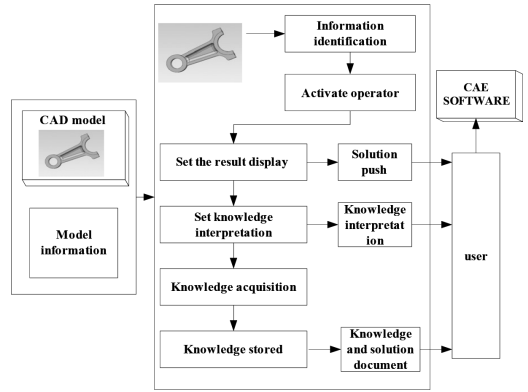 CAD model
Model
information
Information
identification
Activate operator
Set the result display
Solution
push
Set knowledge
interpretation
Knowledge
interpretat
ion
Knowledge acquisition
Knowledge stored
Knowledge
and solution
document
CAE
SOFTWARE
user